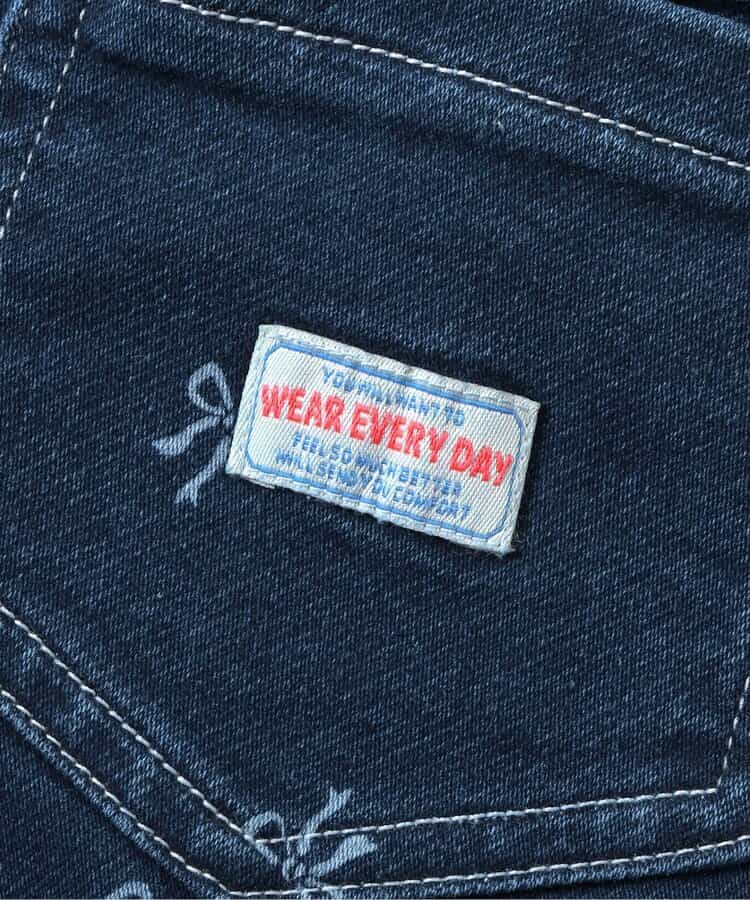 YOU WILL WANT TO
WEAR EVERY DAY
FEEL SO MUCH BETTER
WILL SEND YOU COMFORT